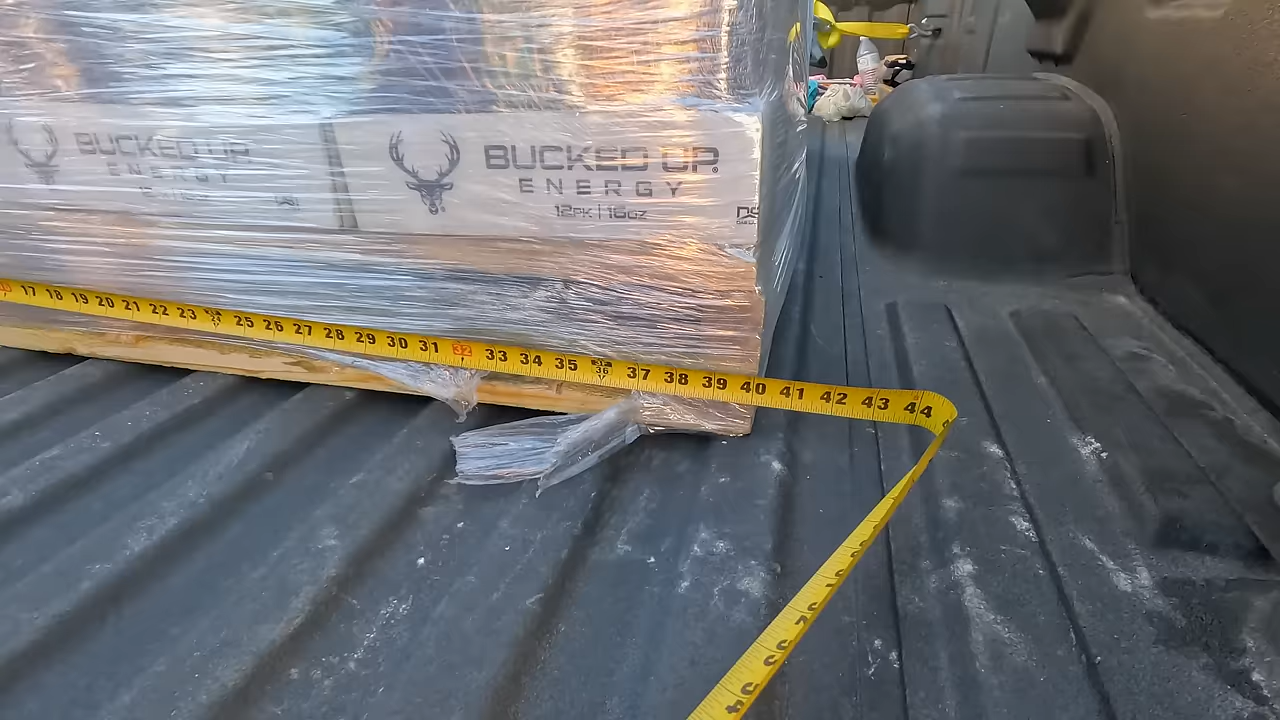 BUCKED UP
ENERGY
BUCKED UP®
ENERGY
12PK | 16OZ
17 18 19 20 21 22 23 24 25 26 27 28 29 30 31 32 33 34 35 36 37 38 39 40 41 42 43 44